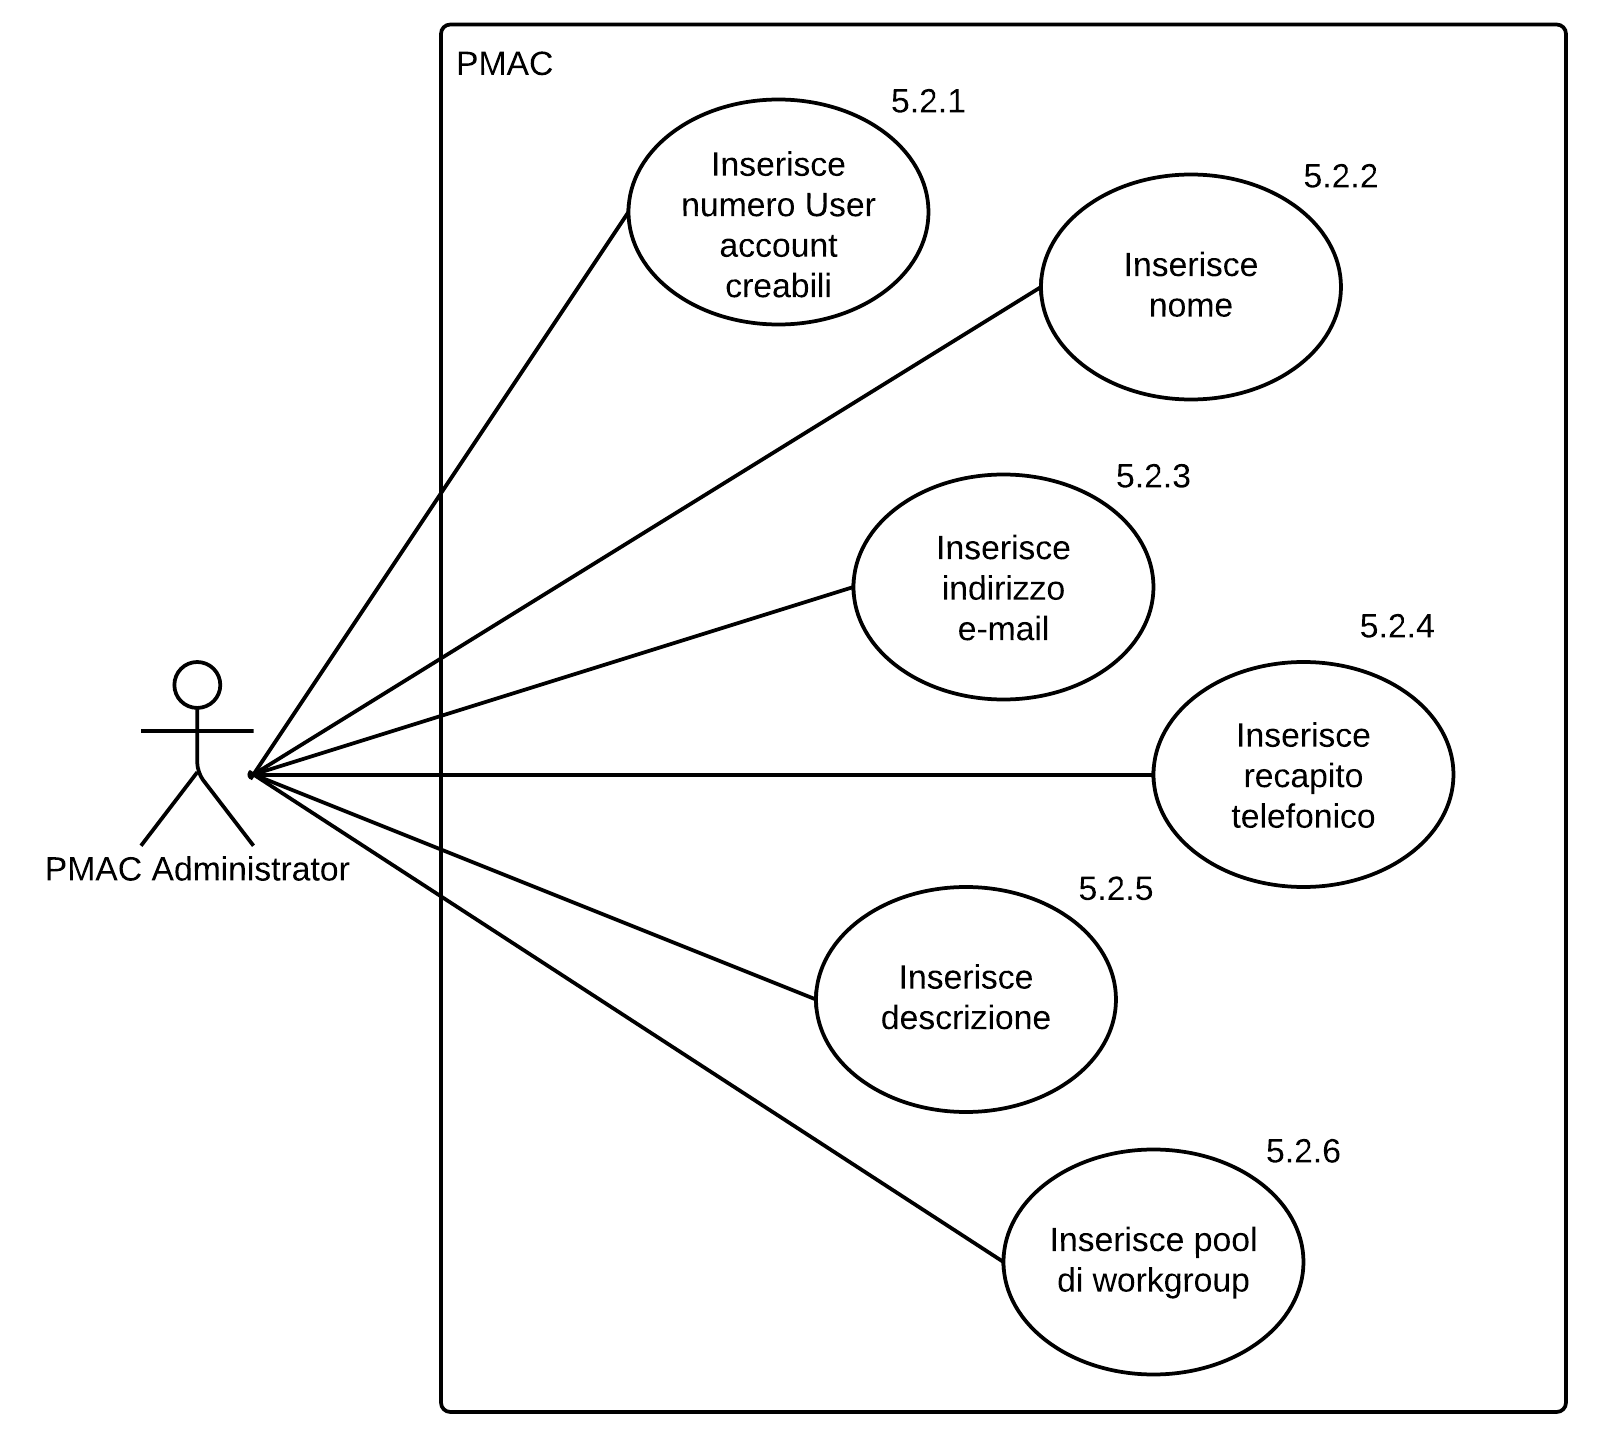 PMAC
5.2.1
Inserisce
numero User
account
creabili
5.2.2
Inserisce
nome
5.2.3
Inserisce
indirizzo
e-mail
5.2.4
Inserisce
recapito
telefonico
PMAC Administrator
5.2.5
Inserisce
descrizione
5.2.6
Inserisce pool
di workgroup